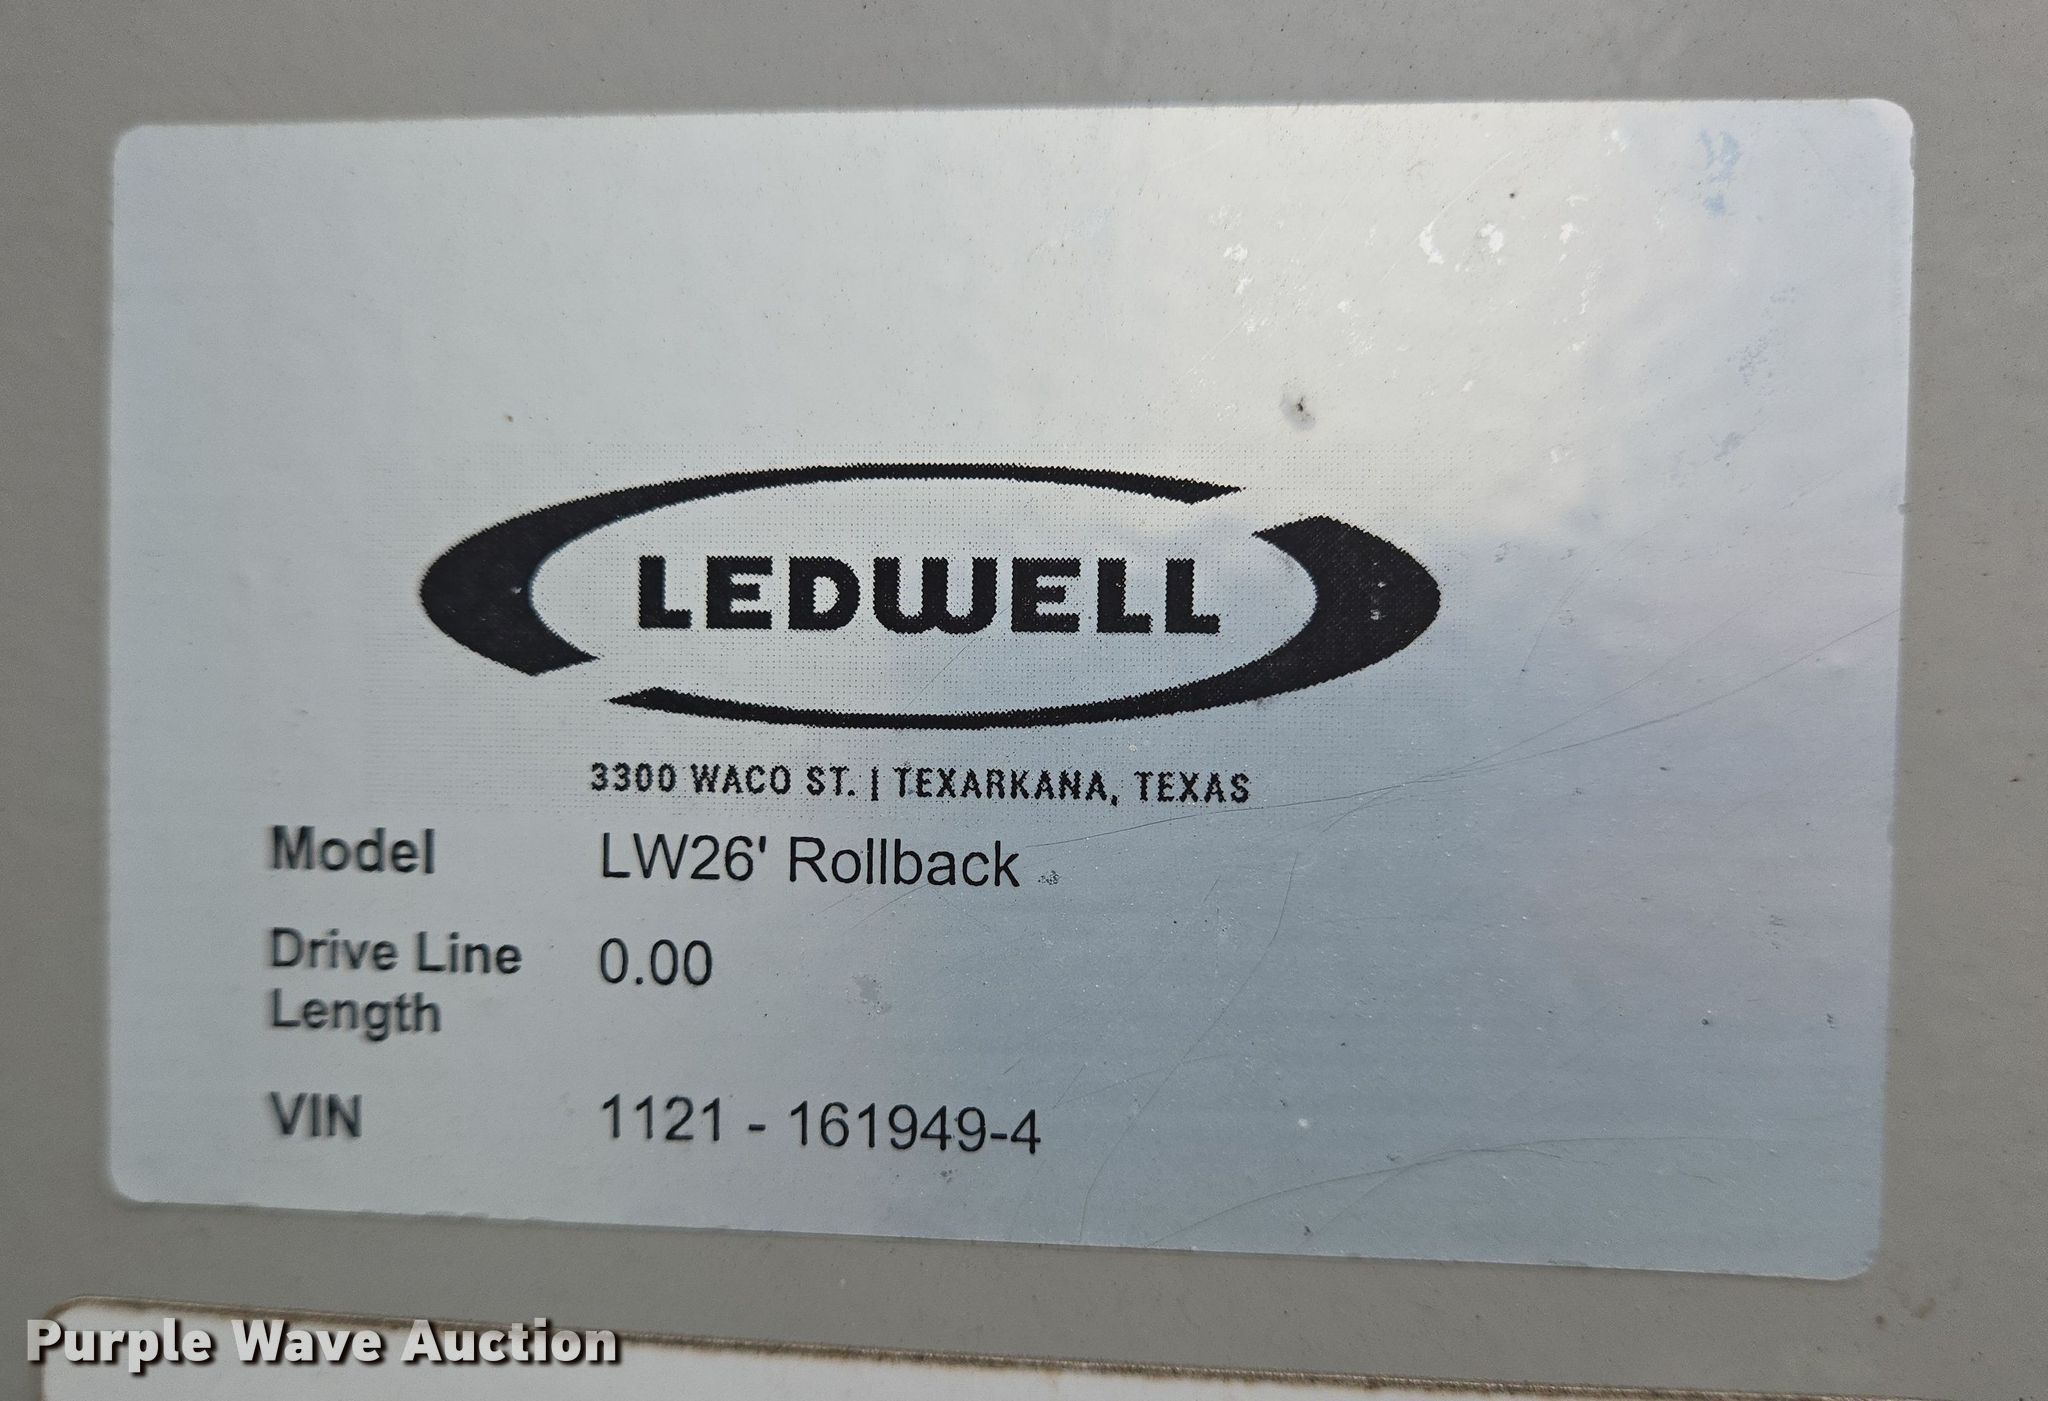 LEDWELL
3300 WACO ST. | TEXARKANA, TEXAS
Model LW26' Rollback
Drive Line Length 0.00
VIN 1121 - 161949-4
Purple Wave Auction